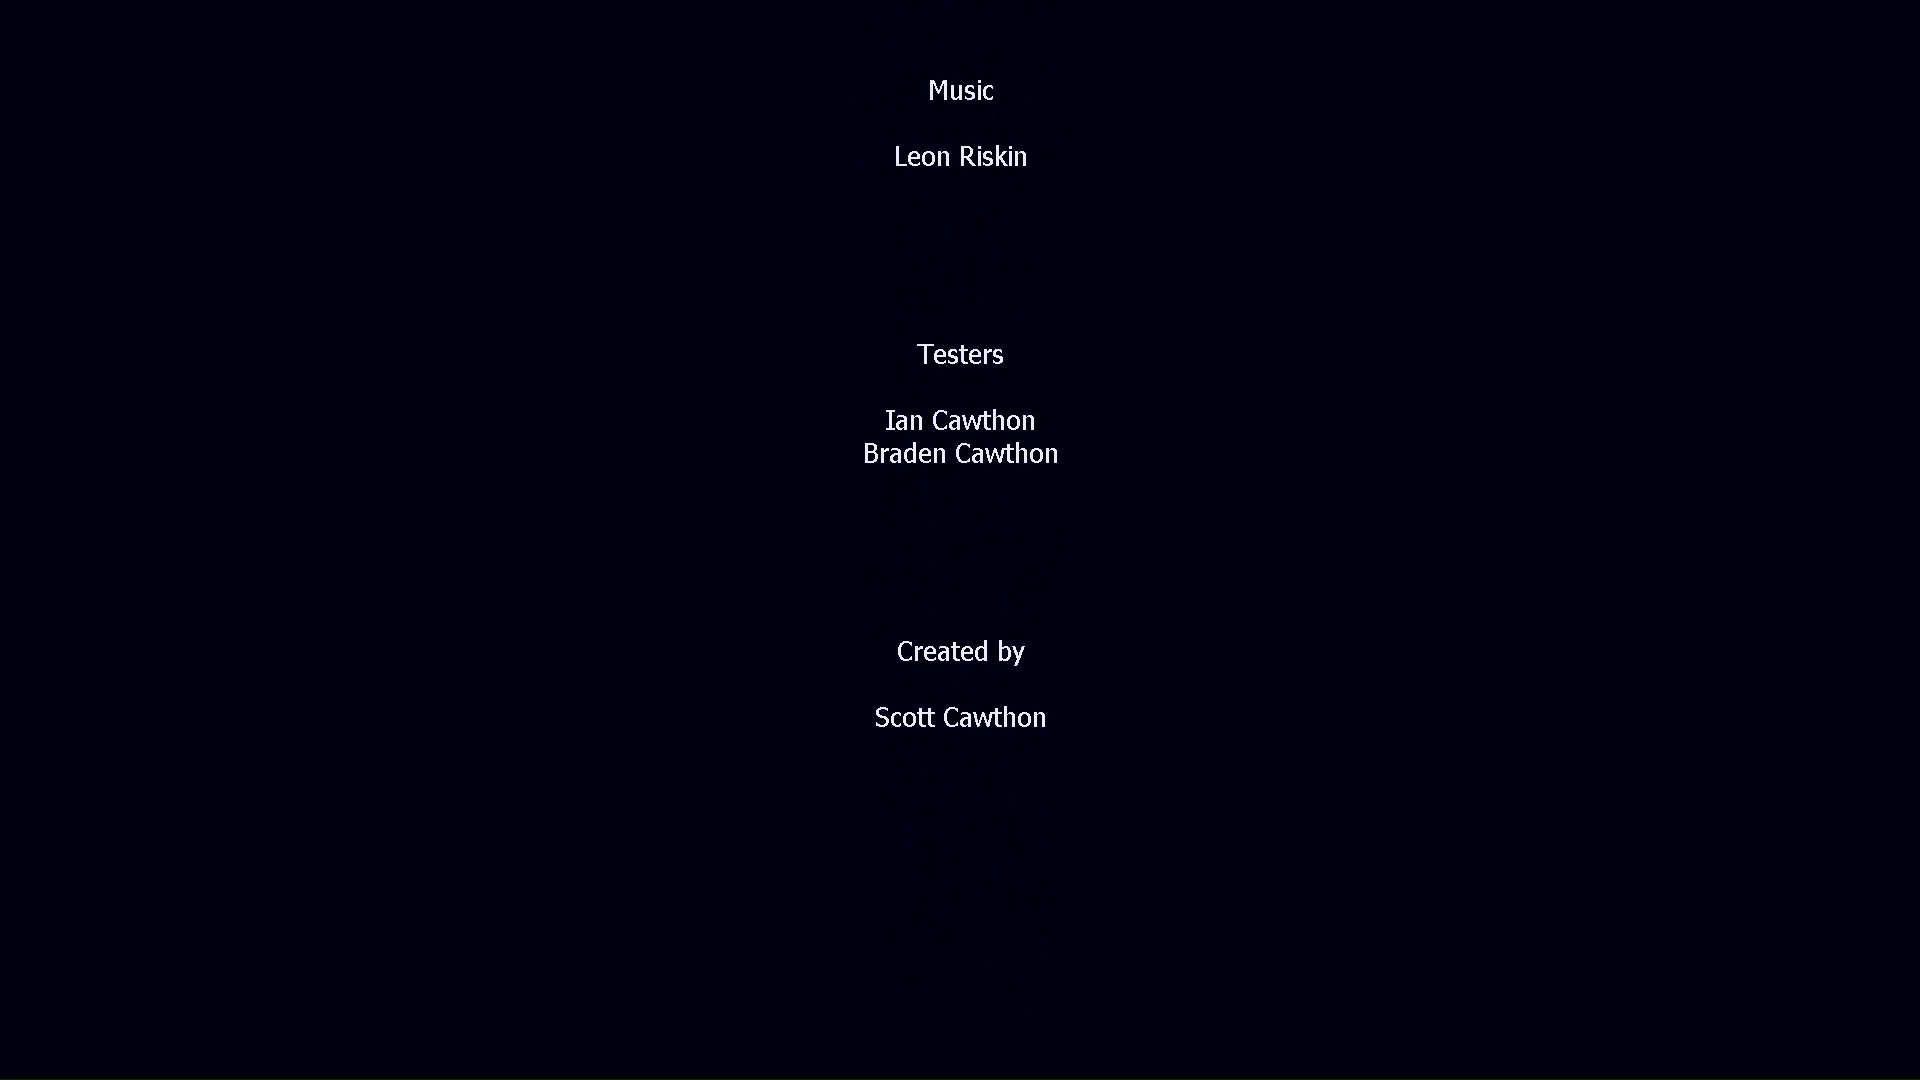 Music
Leon Riskin
Testers
Ian Cawthon
Braden Cawthon
Created by
Scott Cawthon